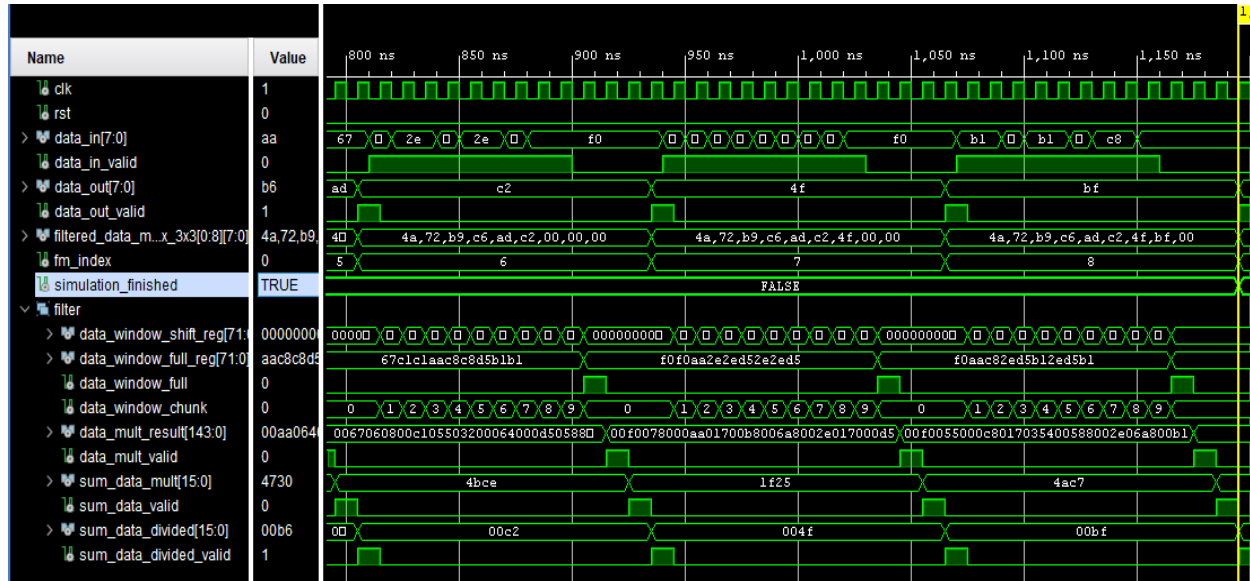 1,
Name Value 800 ns 850 ns 900 ns 950 ns 1,000 ns 1,050 ns 1,100 ns 1,150 ns
clk 1
rst 0
data_in[7:0] aa 67 2e 2e f0 f0 b1 b1 c8
data_in_valid 0
data_out[7:0] b6 ad c2 4f bf
data_out_valid 1
filtered_data_m...x_3x3[0:8][7:0] 4a,72,b9, 4a,72,b9,c6,ad,c2,00,00,00 4a,72,b9,c6,ad,c2,4f,00,00 4a,72,b9,c6,ad,c2,4f,bf,00
fm_index 0 5 6 7 8
simulation_finished TRUE FALSE
filter
data_window_shift_reg[71: 00000000 0000 00000000 00000000
data_window_full_reg[71:0] aac8c8d5 67c1c1aac8c8d5b1b1 f0f0aa2e2ed52e2ed5 f0aac82ed5b12ed5b1
data_window_full 0
data_window_chunk 0 0 1 2 3 4 5 6 7 8 9 0 1 2 3 4 5 6 7 8 9 0 1 2 3 4 5 6 7 8 9
data_mult_result[143:0] 00aa064 0067060800c105503200064000d50588 00f0078000aa01700b8006a8002e017000d5 00f0055000c8017035400588002e06a800b1
data_mult_valid 0
sum_data_mult[15:0] 4730 4bce 1f25 4ac7
sum_data_valid 0
sum_data_divided[15:0] 00b6 00c2 004f 00bf
sum_data_divided_valid 1